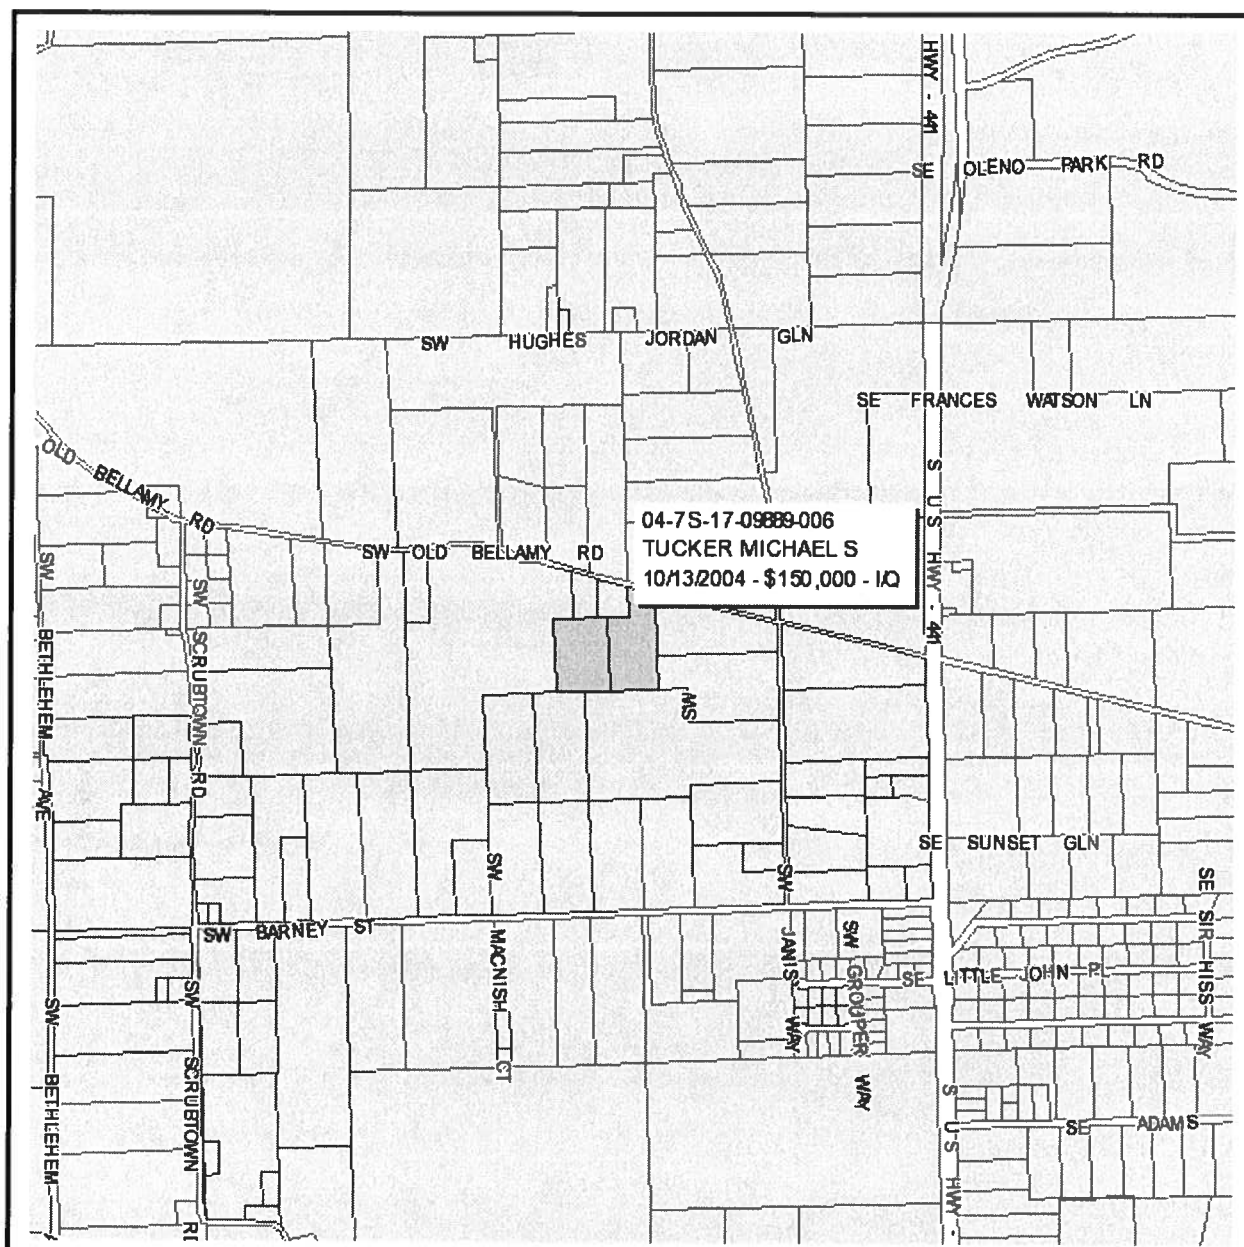 HWY - 441
SE OLENO PARK RD
SW HUGHES JORDAN GLN
SE FRANCES WATSON LN
OLD BELLAMY RD
S US HWY - 441
04-7S-17-09889-006
TUCKER MICHAEL S
10/13/2004 - $150,000 - I/Q
SW OLD BELLAMY RD
SW BETHLEHEM AVE
SW SCRUBTOWN RD
SW
SE SUNSET GLN
SW MACNISH CT
SW JANIS WAY
SW GROUPER WAY
SE SIR HISS WAY
SW BARNEY ST
SE LITTLE JOHN Pl
SW BETHLEHEM
SW SCRUBTOWN RD
S US HWY -
SE ADAMS